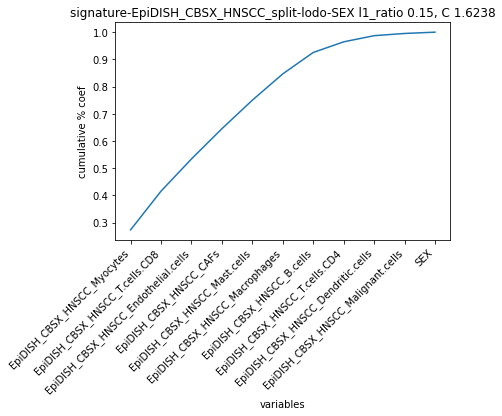 signature-EpiDISH_CBSX_HNSCC_split-lodo-SEX l1_ratio 0.15, C 1.6238
cumulative % coef
1.0
0.9
0.8
0.7
0.6
0.5
0.4
0.3
EpiDISH_CBSX_HNSCC_Myocytes
EpiDISH_CBSX_HNSCC_T.cells.CD8
EpiDISH_CBSX_HNSCC_Endothelial.cells
EpiDISH_CBSX_HNSCC_CAFs
EpiDISH_CBSX_HNSCC_Mast.cells
EpiDISH_CBSX_HNSCC_Macrophages
EpiDISH_CBSX_HNSCC_B.cells
EpiDISH_CBSX_HNSCC_T.cells.CD4
EpiDISH_CBSX_HNSCC_Dendritic.cells
EpiDISH_CBSX_HNSCC_Malignant.cells
SEX
variables